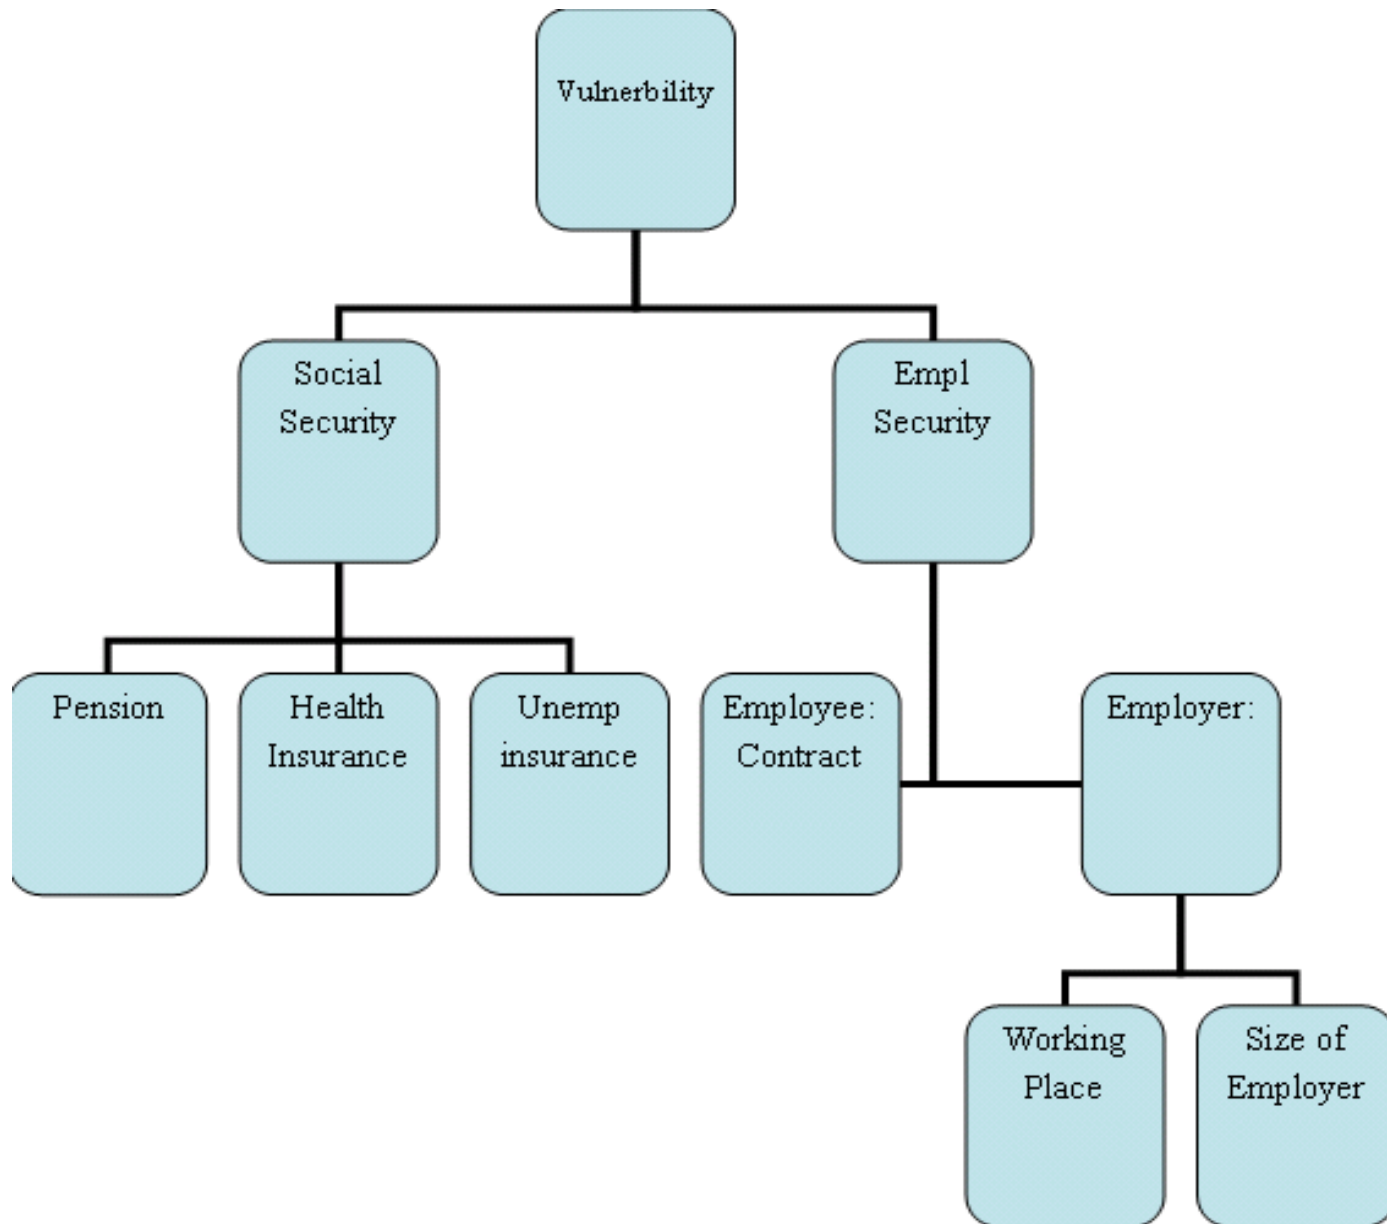 Vulnerbility
Social
Security
Empl
Security
Pension
Health
Insurance
Unemp
insurance
Employee:
Contract
Employer:
Working
Place
Size of
Employer